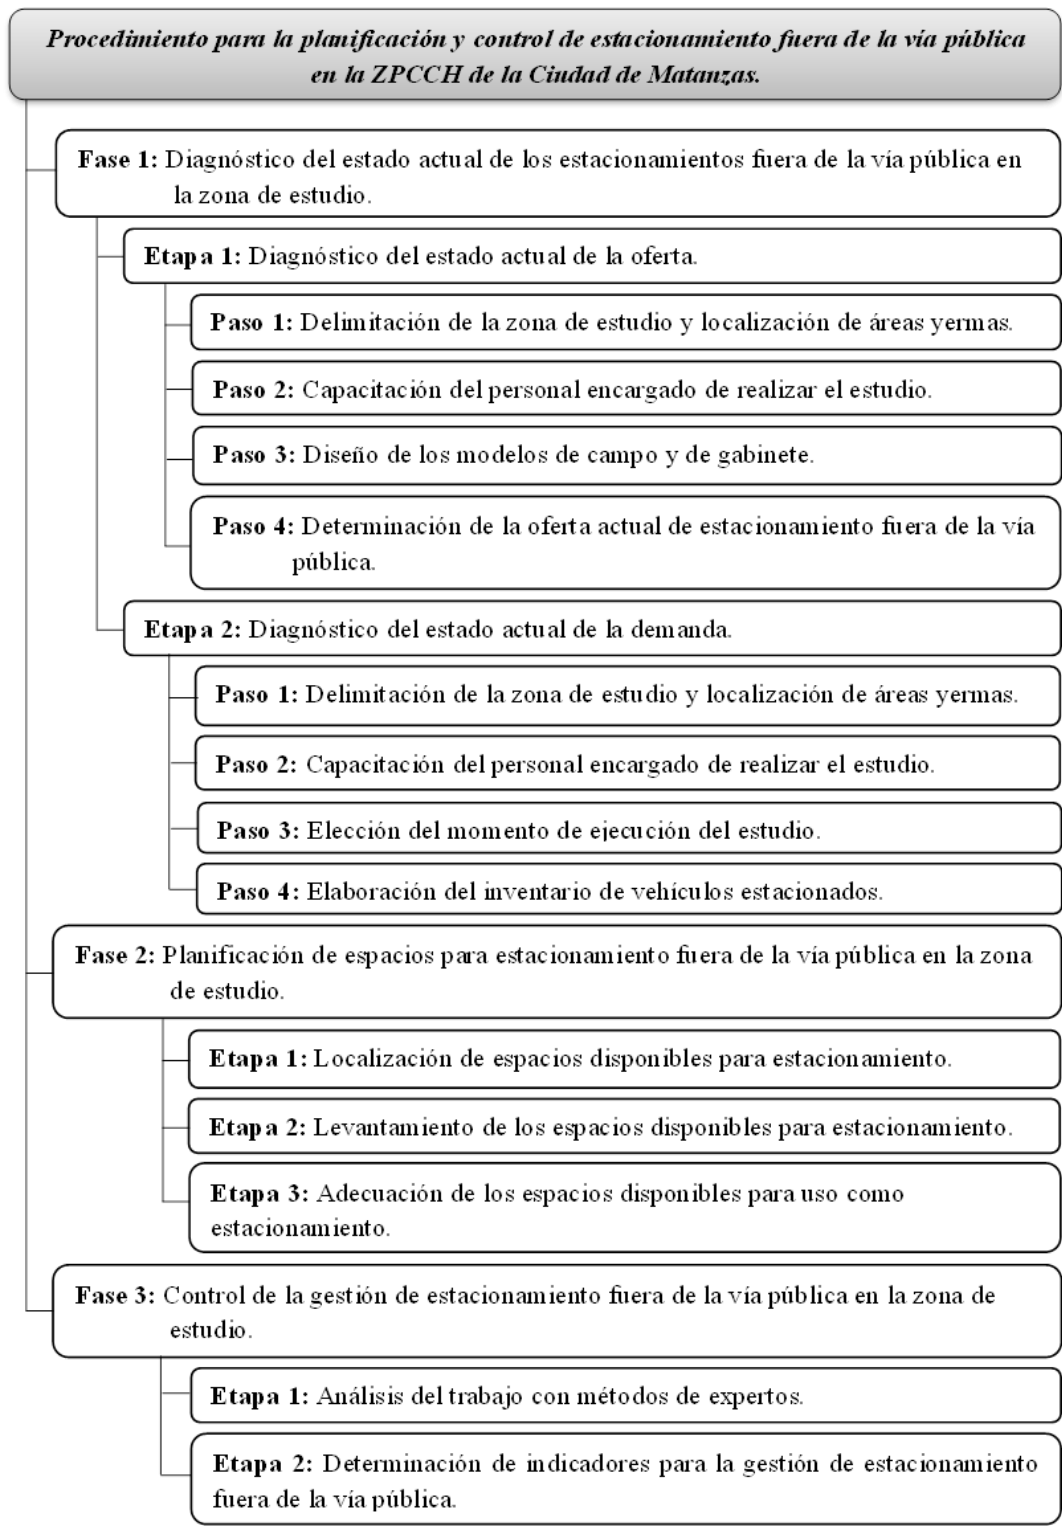 Procedimiento para la planificación y control de estacionamiento fuera de la vía pública
en la ZPCCH de la Ciudad de Matanzas.
Fase 1: Diagnóstico del estado actual de los estacionamientos fuera de la vía pública en
la zona de estudio.
Etapa 1: Diagnóstico del estado actual de la oferta.
Paso 1: Delimitación de la zona de estudio y localización de áreas yermas.
Paso 2: Capacitación del personal encargado de realizar el estudio.
Paso 3: Diseño de los modelos de campo y de gabinete.
Paso 4: Determinación de la oferta actual de estacionamiento fuera de la vía
pública.
Etapa 2: Diagnóstico del estado actual de la demanda.
Paso 1: Delimitación de la zona de estudio y localización de áreas yermas.
Paso 2: Capacitación del personal encargado de realizar el estudio.
Paso 3: Elección del momento de ejecución del estudio.
Paso 4: Elaboración del inventario de vehículos estacionados.
Fase 2: Planificación de espacios para estacionamiento fuera de la vía pública en la zona
de estudio.
Etapa 1: Localización de espacios disponibles para estacionamiento.
Etapa 2: Levantamiento de los espacios disponibles para estacionamiento.
Etapa 3: Adecuación de los espacios disponibles para uso como
estacionamiento.
Fase 3: Control de la gestión de estacionamiento fuera de la vía pública en la zona de
estudio.
Etapa 1: Análisis del trabajo con métodos de expertos.
Etapa 2: Determinación de indicadores para la gestión de estacionamiento
fuera de la vía pública.